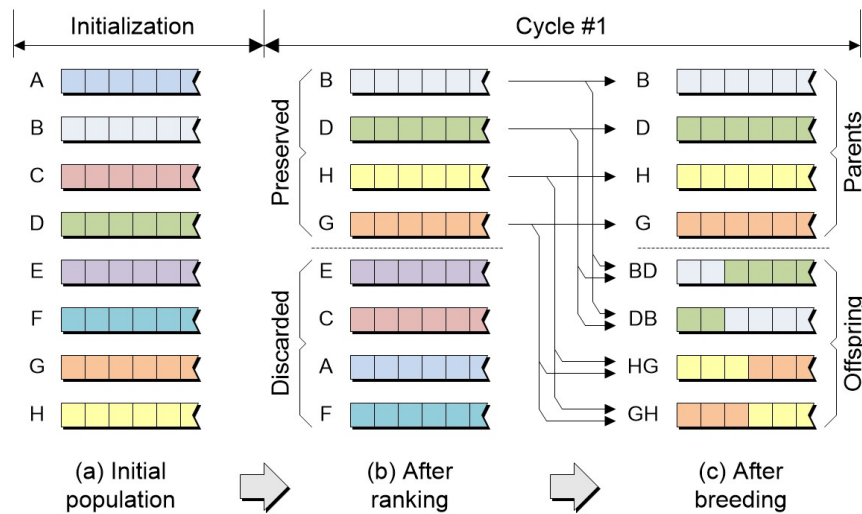 Initialization
Cycle #1
A
B
C
D
E
F
G
H
Preserved
Discarded
B
D
H
G
E
C
A
F
B
D
H
G
BD
DB
HG
GH
Parents
Offspring
(a) Initial
population
(b) After
ranking
(c) After
breeding